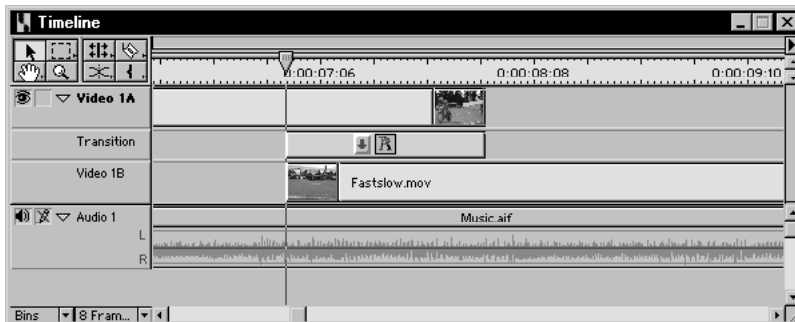 Timeline
0:00:07:06 0:00:08:08 0:00:09:10
Video 1A
Transition
Video 1B
Fastslow.mov
Audio 1
Music.aif
L
R
Bins 8 Fram...